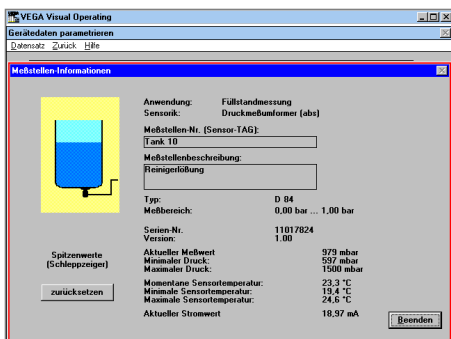 VEGA Visual Operating
Gerätedaten parametrieren
Datensatz Zurück Hilfe
Meßstellen-Informationen
Anwendung: Füllstandmessung
Sensorik: Druckmeßumformer (abs)
Meßstellen-Nr. (Sensor-TAG):
Tank 10
Meßstellenbeschreibung:
Reinigerlößung
Typ: D 84
Meßbereich: 0,00 bar ... 1,00 bar
Serien-Nr. 11017824
Version: 1.00
Spitzenwerte
(Schleppzeiger)
zurücksetzen
Aktueller Meßwert 979 mbar
Minimaler Druck: 597 mbar
Maximaler Druck: 1500 mbar
Momentane Sensortemperatur: 23,3 °C
Minimale Sensortemperatur: 19,4 °C
Maximale Sensortemperatur: 24,6 °C
Aktueller Stromwert 18,97 mA
Beenden